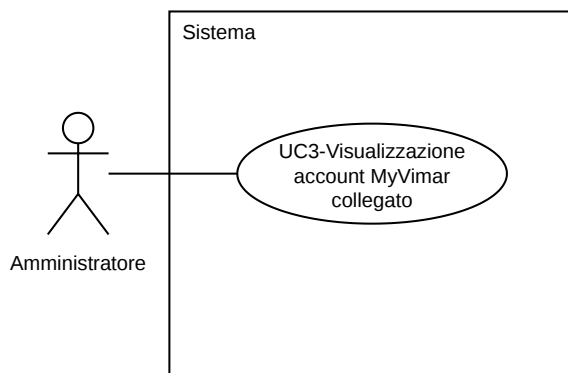 Sistema
UC3-Visualizzazione
account MyVimar
collegato
Amministratore